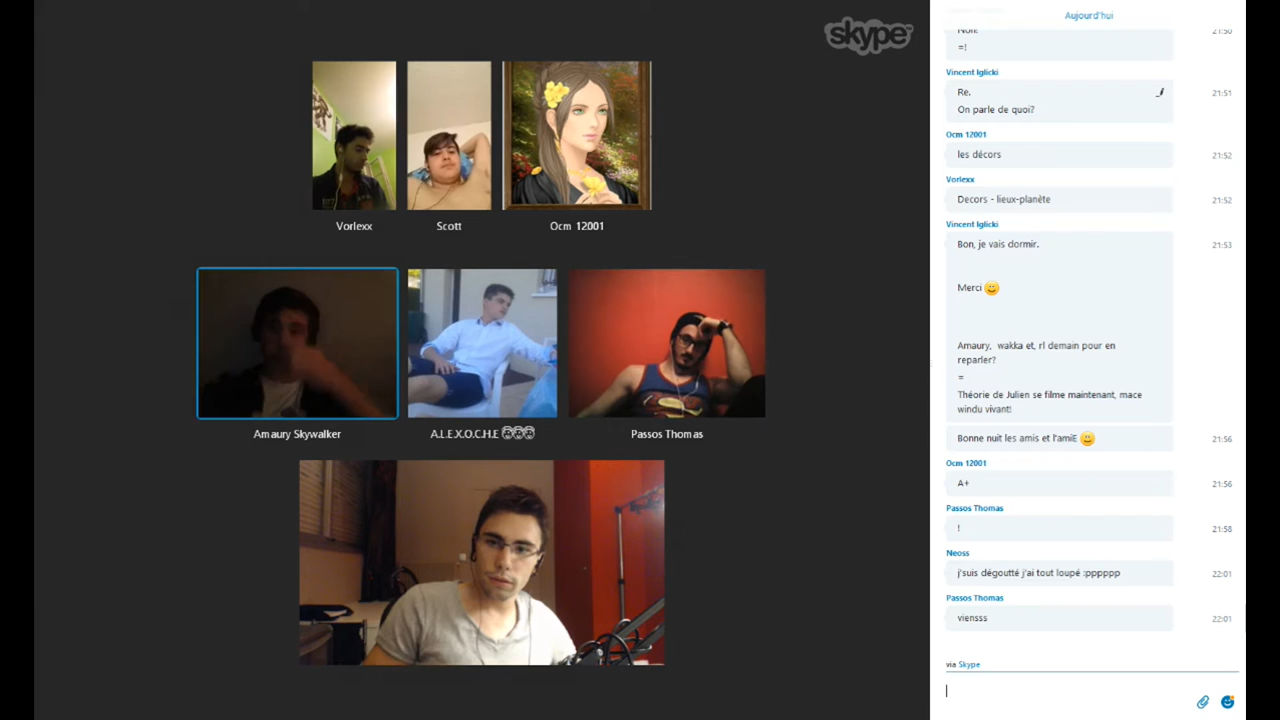 skype
Vorlexx
Scott
Ocm 12001
Amaury Skywalker
A.L.E.X.O.C.H.E
Passos Thomas
Aujourd'hui
Non!
21:50
=!
Vincent Iglicki
Re.
21:51
On parle de quoi?
Ocm 12001
les décors
21:52
Vorlexx
Decors - lieux-planète
21:52
Vincent Iglicki
Bon, je vais dormir.
21:53
Merci
Amaury, wakka et, rl demain pour en
reparler?
=
Théorie de Julien se filme maintenant, mace
windu vivant!
Bonne nuit les amis et l'amiE
21:56
Ocm 12001
A+
21:56
Passos Thomas
!
21:58
Neoss
j'suis dégoutté j'ai tout loupé :pppppp
22:01
Passos Thomas
viensss
22:01
via Skype